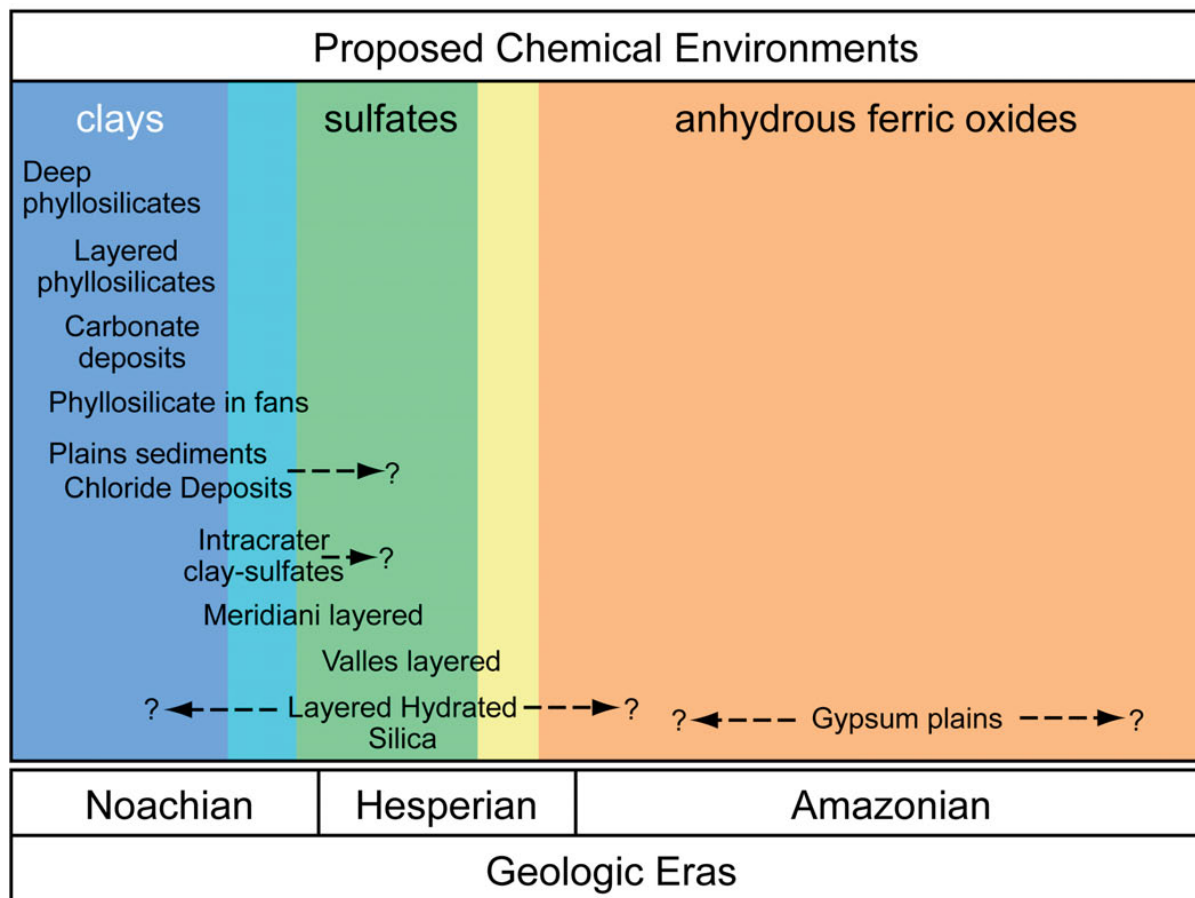 Proposed Chemical Environments
clays
sulfates
anhydrous ferric oxides
Deep
phyllosilicates
Layered
phyllosilicates
Carbonate
deposits
Phyllosilicate in fans
Plains sediments
Chloride Deposits
?
Intracrater
clay-sulfates
?
Meridiani layered
Valles layered
? Layered Hydrated ?
Silica
? Gypsum plains ?
Noachian
Hesperian
Amazonian
Geologic Eras